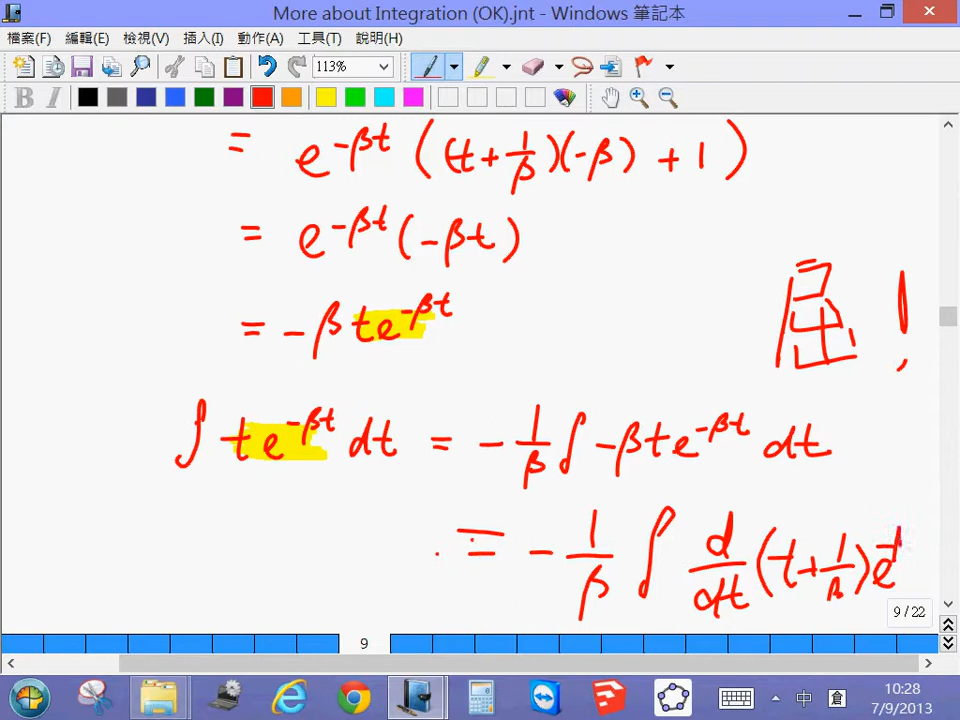 More about Integration (OK).jnt - Windows 筆記本
檔案(F) 編輯(E) 檢視(V) 插入(I) 動作(A) 工具(T) 說明(H)
113%
B I
= e^{-βt} ((t+1/β)(-β) + 1)
= e^{-βt} (-βt)
= -βte^{-βt}
屈 !
∫ te^{-βt} dt = -1/β ∫ -βte^{-βt} dt
= -1/β ∫ d/dt (t+1/β)e^-
9 / 22
9
中 倉 10:28
7/9/2013